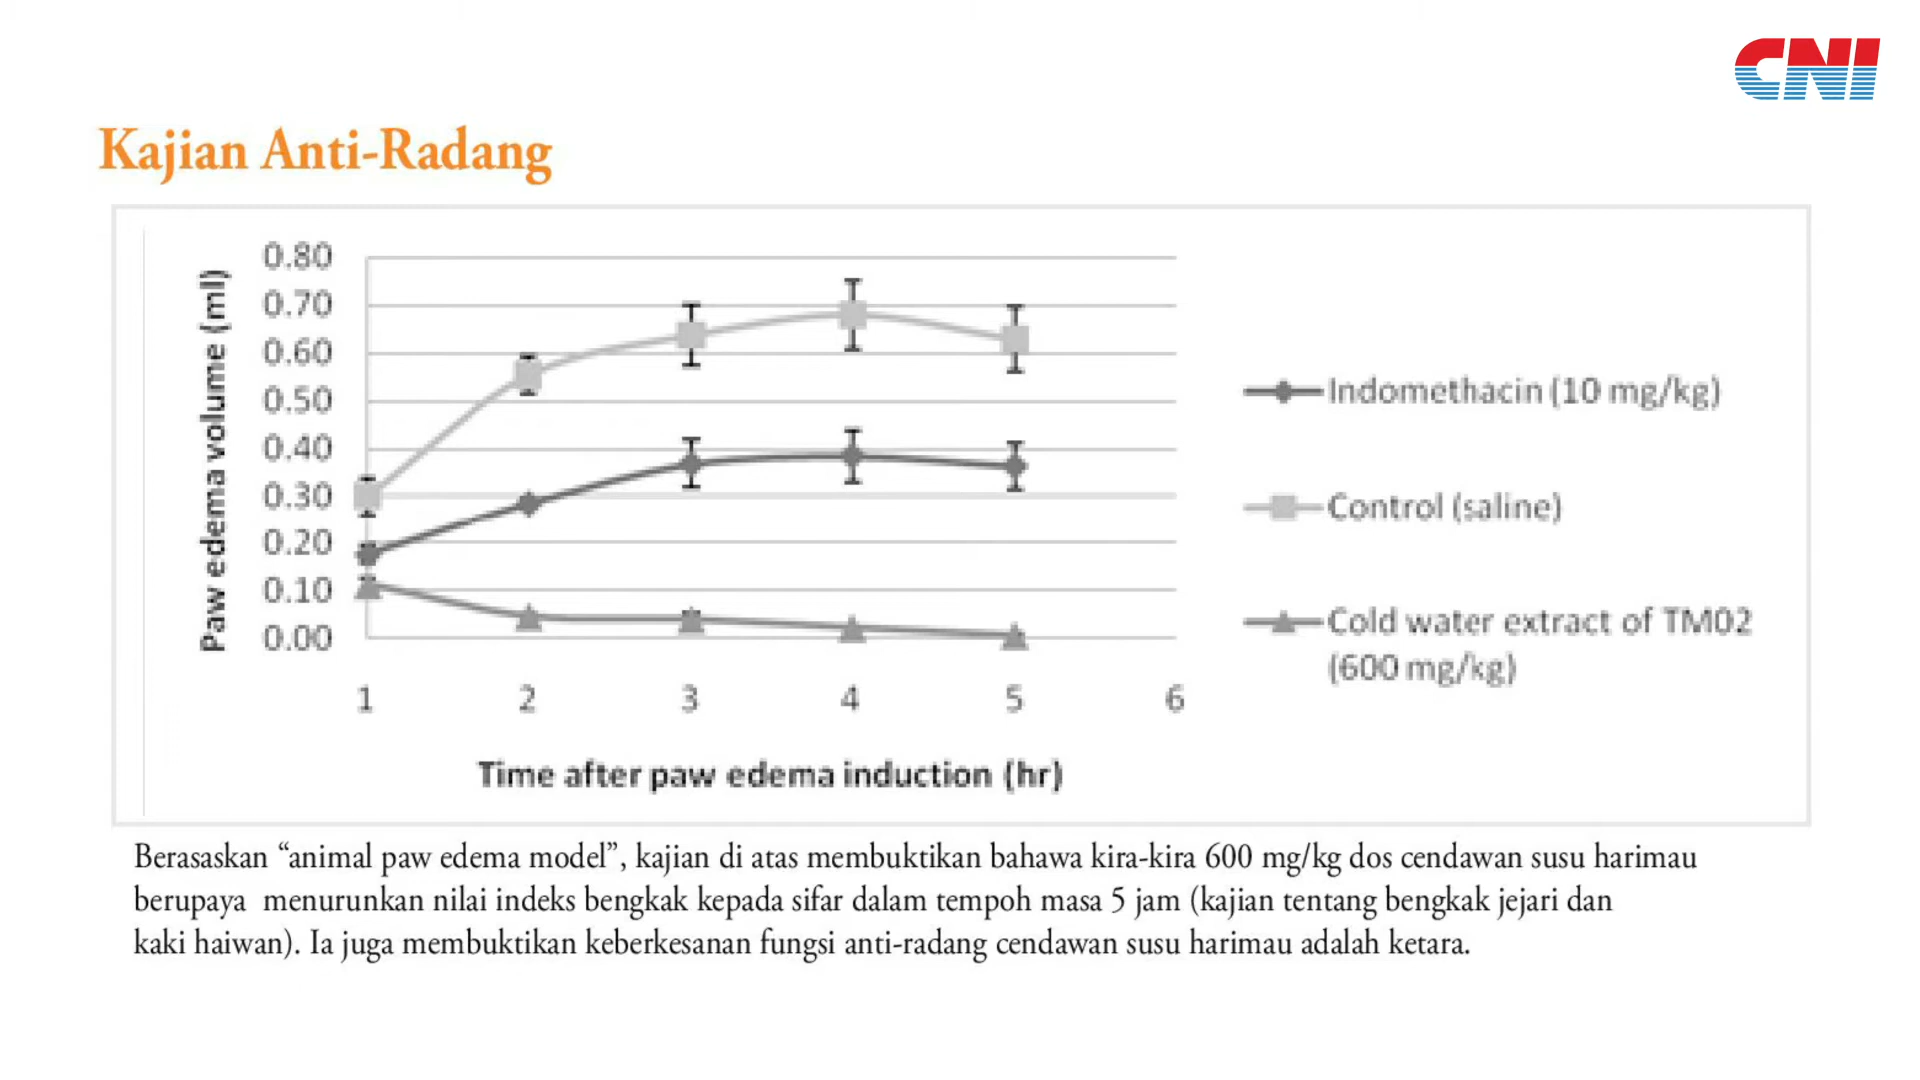 CNI
Kajian Anti-Radang
Paw edema volume (ml)
0.80
0.70
0.60
0.50
0.40
0.30
0.20
0.10
0.00
1 2 3 4 5 6
Time after paw edema induction (hr)
Indomethacin (10 mg/kg)
Control (saline)
Cold water extract of TM02
(600 mg/kg)
Berasaskan “animal paw edema model”, kajian di atas membuktikan bahawa kira-kira 600 mg/kg dos cendawan susu harimau
berupaya menurunkan nilai indeks bengkak kepada sifar dalam tempoh masa 5 jam (kajian tentang bengkak jejari dan
kaki haiwan). Ia juga membuktikan keberkesanan fungsi anti-radang cendawan susu harimau adalah ketara.